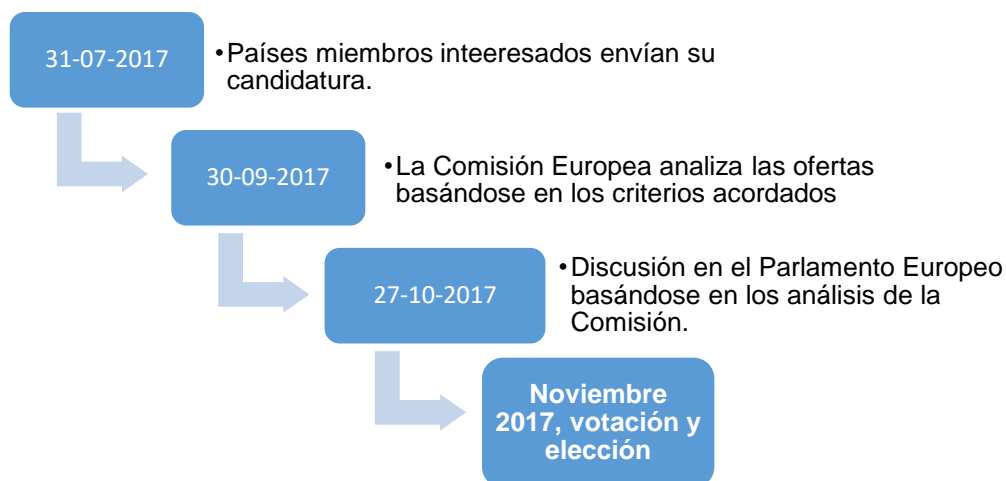 31-07-2017
•Países miembros inteeresados envían su
candidatura.
30-09-2017
•La Comisión Europea analiza las ofertas
basándose en los criterios acordados
27-10-2017
•Discusión en el Parlamento Europeo
basándose en los análisis de la
Comisión.
Noviembre
2017, votación y
elección